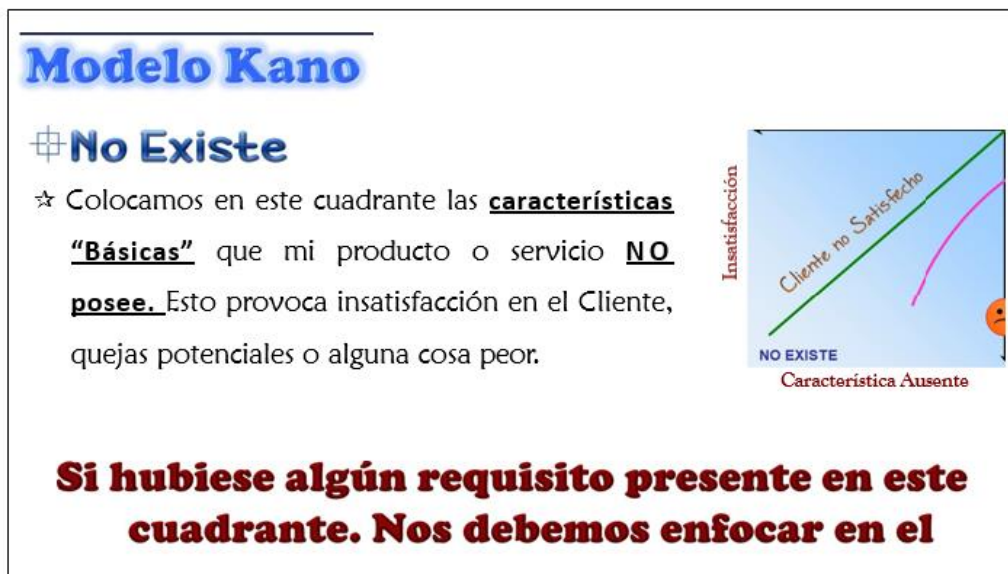 Modelo Kano
No Existe
☆ Colocamos en este cuadrante las características
“Básicas” que mi producto o servicio NO
posee. Esto provoca insatisfacción en el Cliente,
quejas potenciales o alguna cosa peor.
Insatisfacción
Cliente no Satisfecho
NO EXISTE
Característica Ausente
Si hubiese algún requisito presente en este
cuadrante. Nos debemos enfocar en el